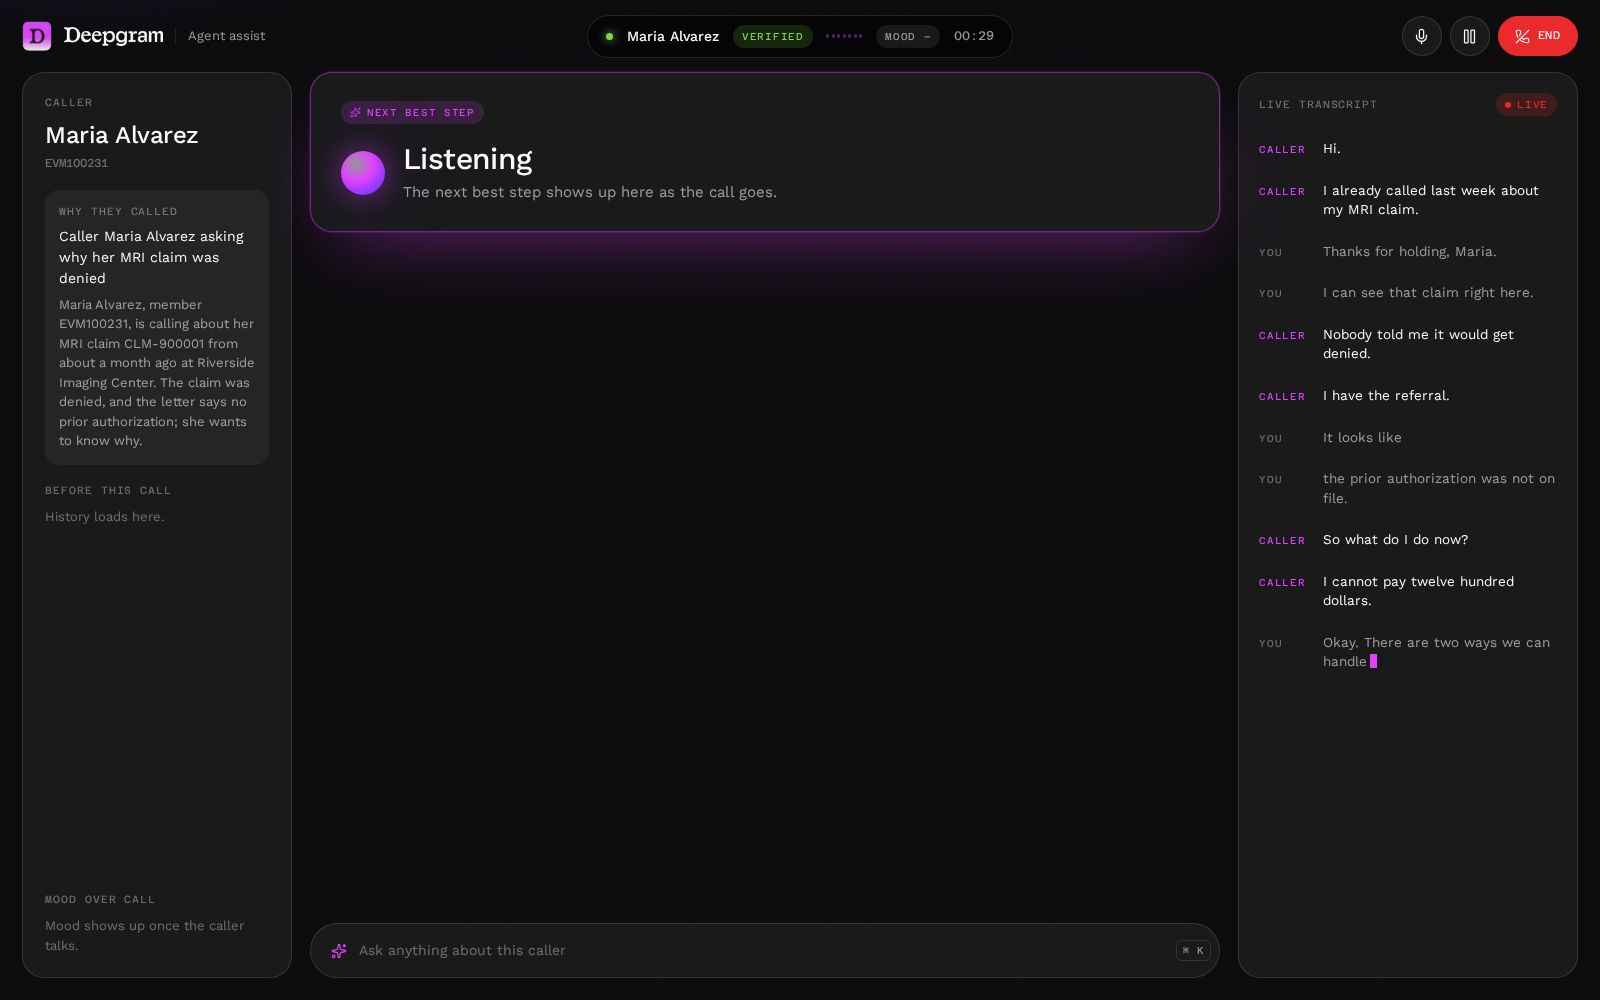 D Deepgram Agent assist
Maria Alvarez VERIFIED MOOD – 00:29
END
CALLER
Maria Alvarez
EVM100231
WHY THEY CALLED
Caller Maria Alvarez asking
why her MRI claim was
denied
Maria Alvarez, member
EVM100231, is calling about her
MRI claim CLM-900001 from
about a month ago at Riverside
Imaging Center. The claim was
denied, and the letter says no
prior authorization; she wants
to know why.
BEFORE THIS CALL
History loads here.
MOOD OVER CALL
Mood shows up once the caller
talks.
NEXT BEST STEP
Listening
The next best step shows up here as the call goes.
Ask anything about this caller
⌘ K
LIVE TRANSCRIPT
LIVE
CALLER Hi.
CALLER I already called last week about
my MRI claim.
YOU Thanks for holding, Maria.
YOU I can see that claim right here.
CALLER Nobody told me it would get
denied.
CALLER I have the referral.
YOU It looks like
YOU the prior authorization was not on
file.
CALLER So what do I do now?
CALLER I cannot pay twelve hundred
dollars.
YOU Okay. There are two ways we can
handle